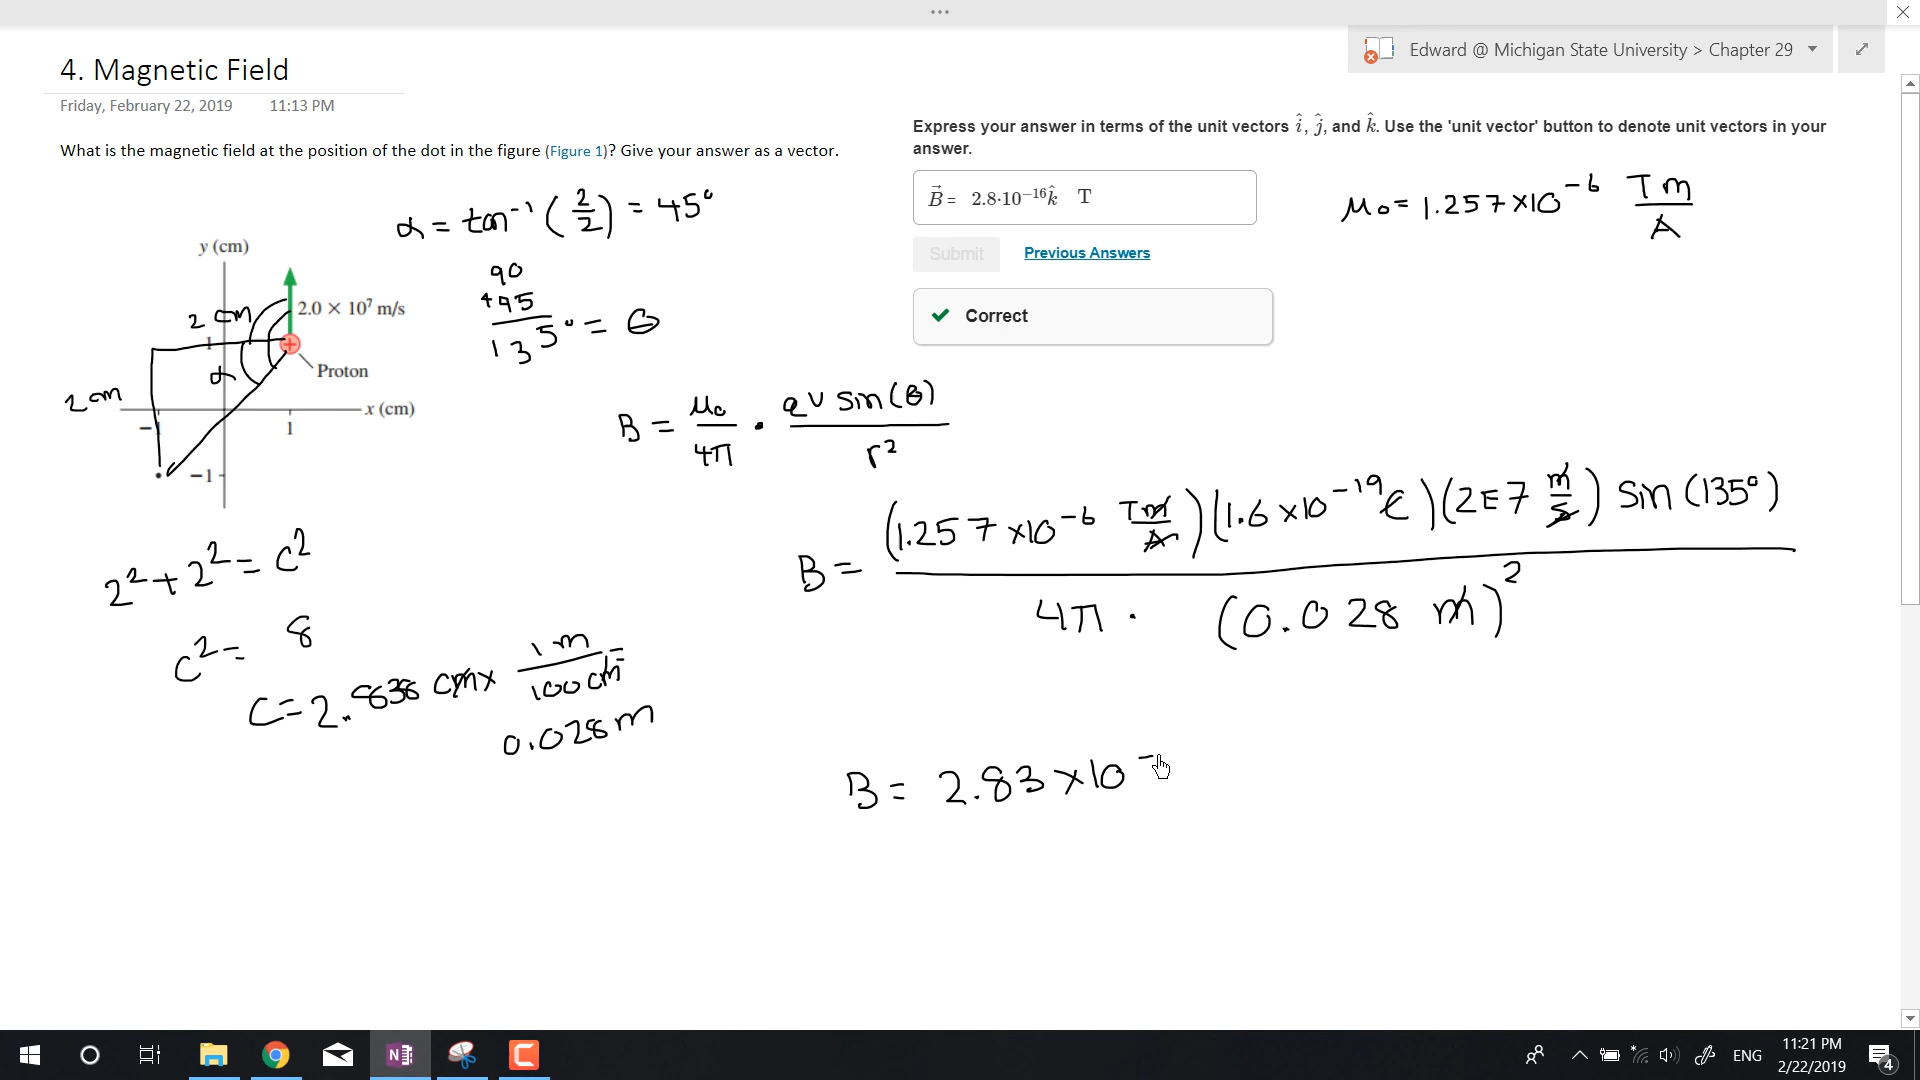 4. Magnetic Field
Friday, February 22, 2019 11:13 PM
What is the magnetic field at the position of the dot in the figure (Figure 1)? Give your answer as a vector.
Edward @ Michigan State University > Chapter 29
Express your answer in terms of the unit vectors î, ĵ, and k̂. Use the 'unit vector' button to denote unit vectors in your
answer.
B⃗ = 2.8·10⁻¹⁶k̂ T
Submit Previous Answers
Correct
μ₀ = 1.257 ×10⁻⁶ Tm/A
α = tan⁻¹ (2/2) = 45°
90
+45
135° = θ
y (cm)
2.0 × 10⁷ m/s
2 cm
1
α
Proton
2 cm
x (cm)
−1
1
−1
B = μ₀/4π · qv sin(θ)/r²
B = (1.257 ×10⁻⁶ Tm/A)(1.6 ×10⁻¹⁹ C)(2E7 m/s) sin(135°)
4π · (0.028 m)²
2² + 2² = c²
c² = 8
c = 2.8 cm x 1 m/100 cm =
0.028 m
B = 2.83 ×10⁻
ENG
11:21 PM
2/22/2019
4